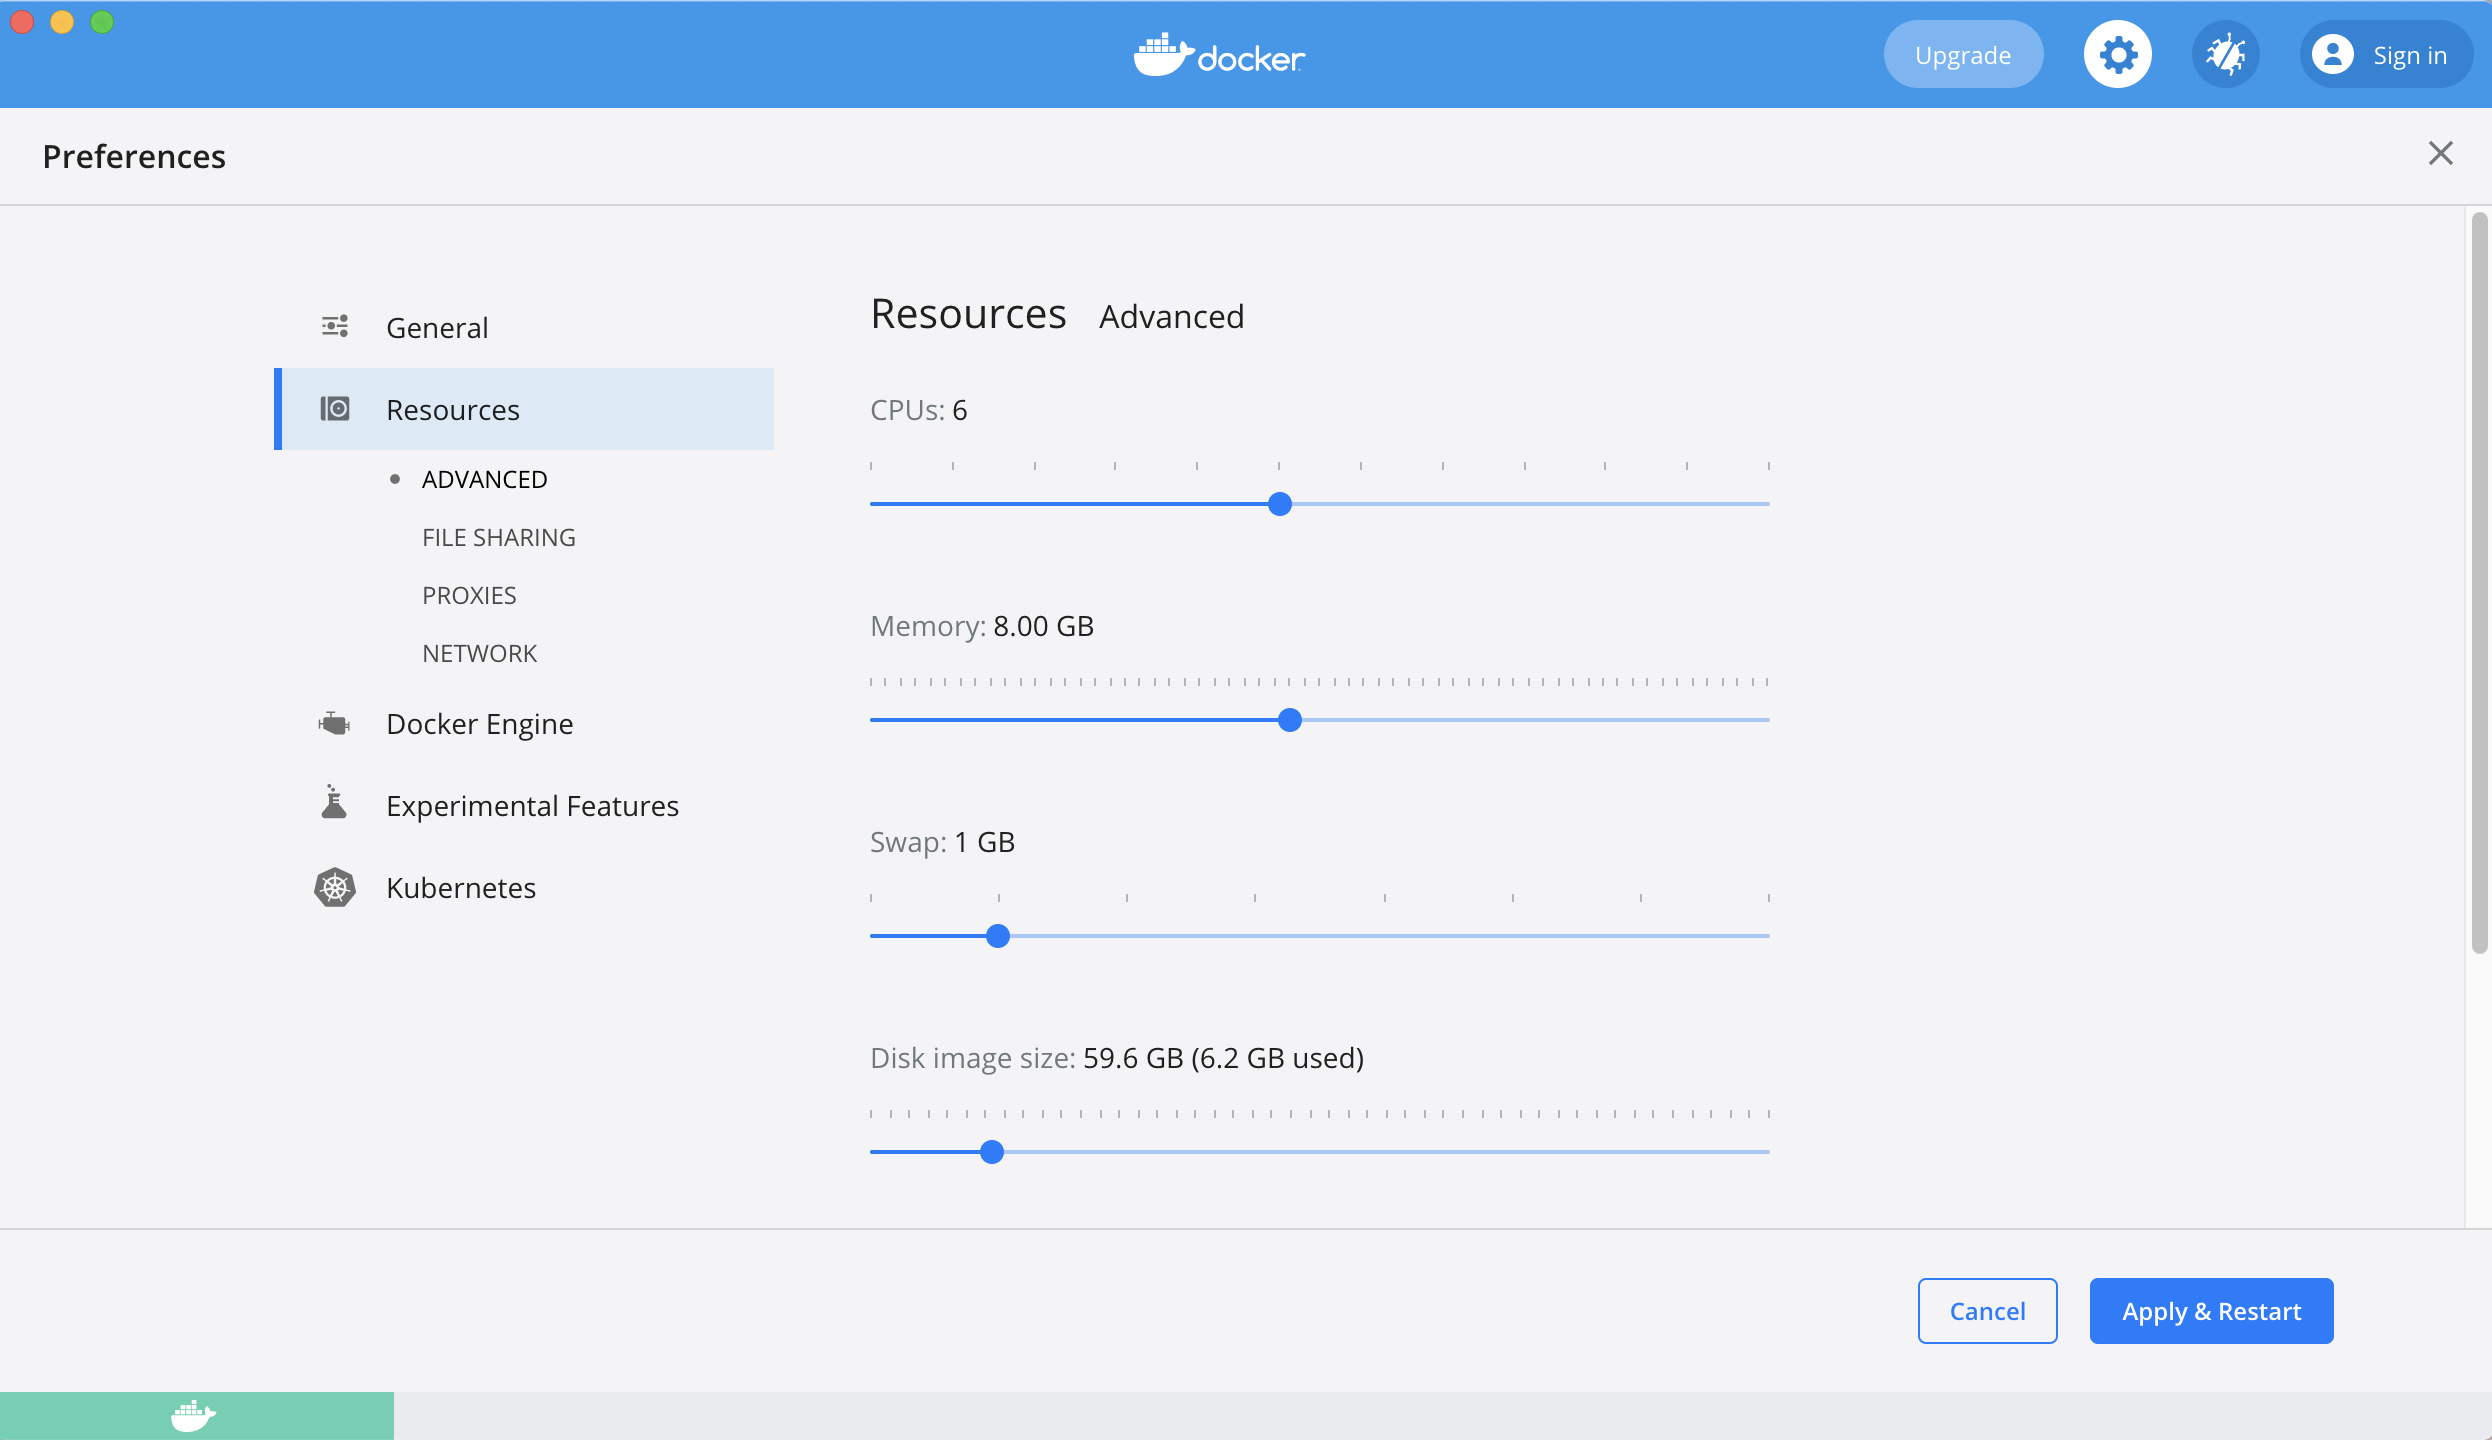 docker
Upgrade
Sign in
Preferences
General
Resources
ADVANCED
FILE SHARING
PROXIES
NETWORK
Docker Engine
Experimental Features
Kubernetes
Resources Advanced
CPUs: 6
Memory: 8.00 GB
Swap: 1 GB
Disk image size: 59.6 GB (6.2 GB used)
Cancel
Apply & Restart